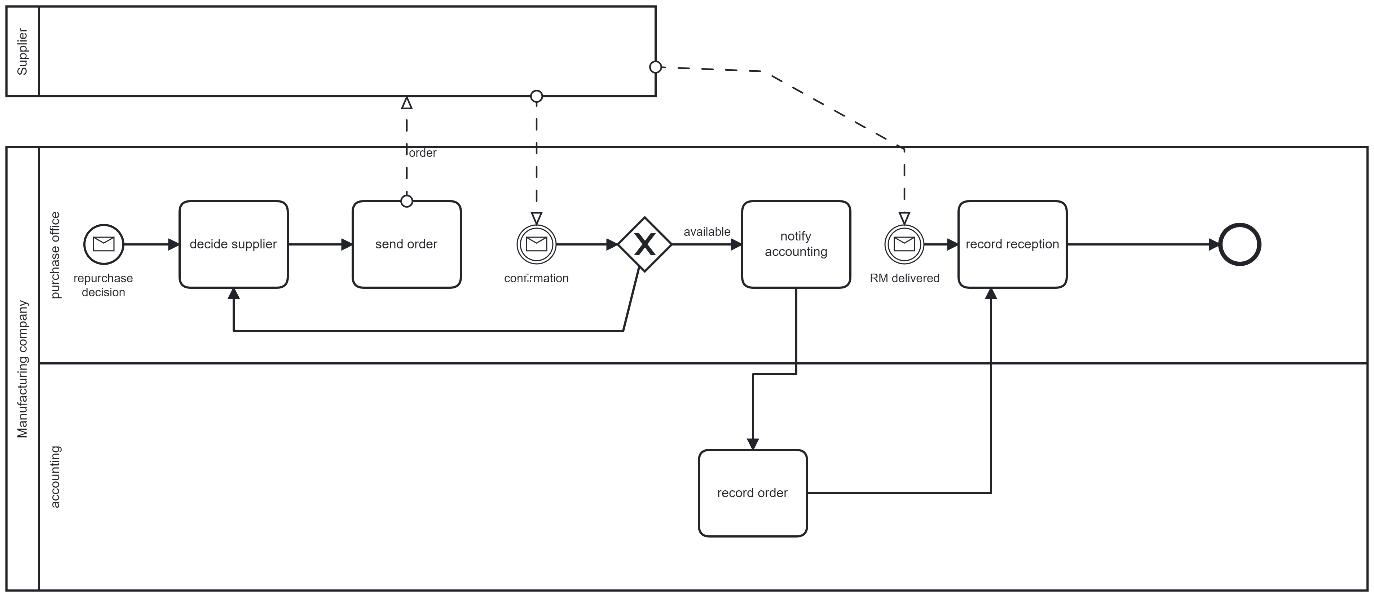 Supplier
order
Manufacturing company
purchase office
repurchase
decision
decide supplier
send order
confirmation
available
notify
accounting
RM delivered
record reception
accounting
record order